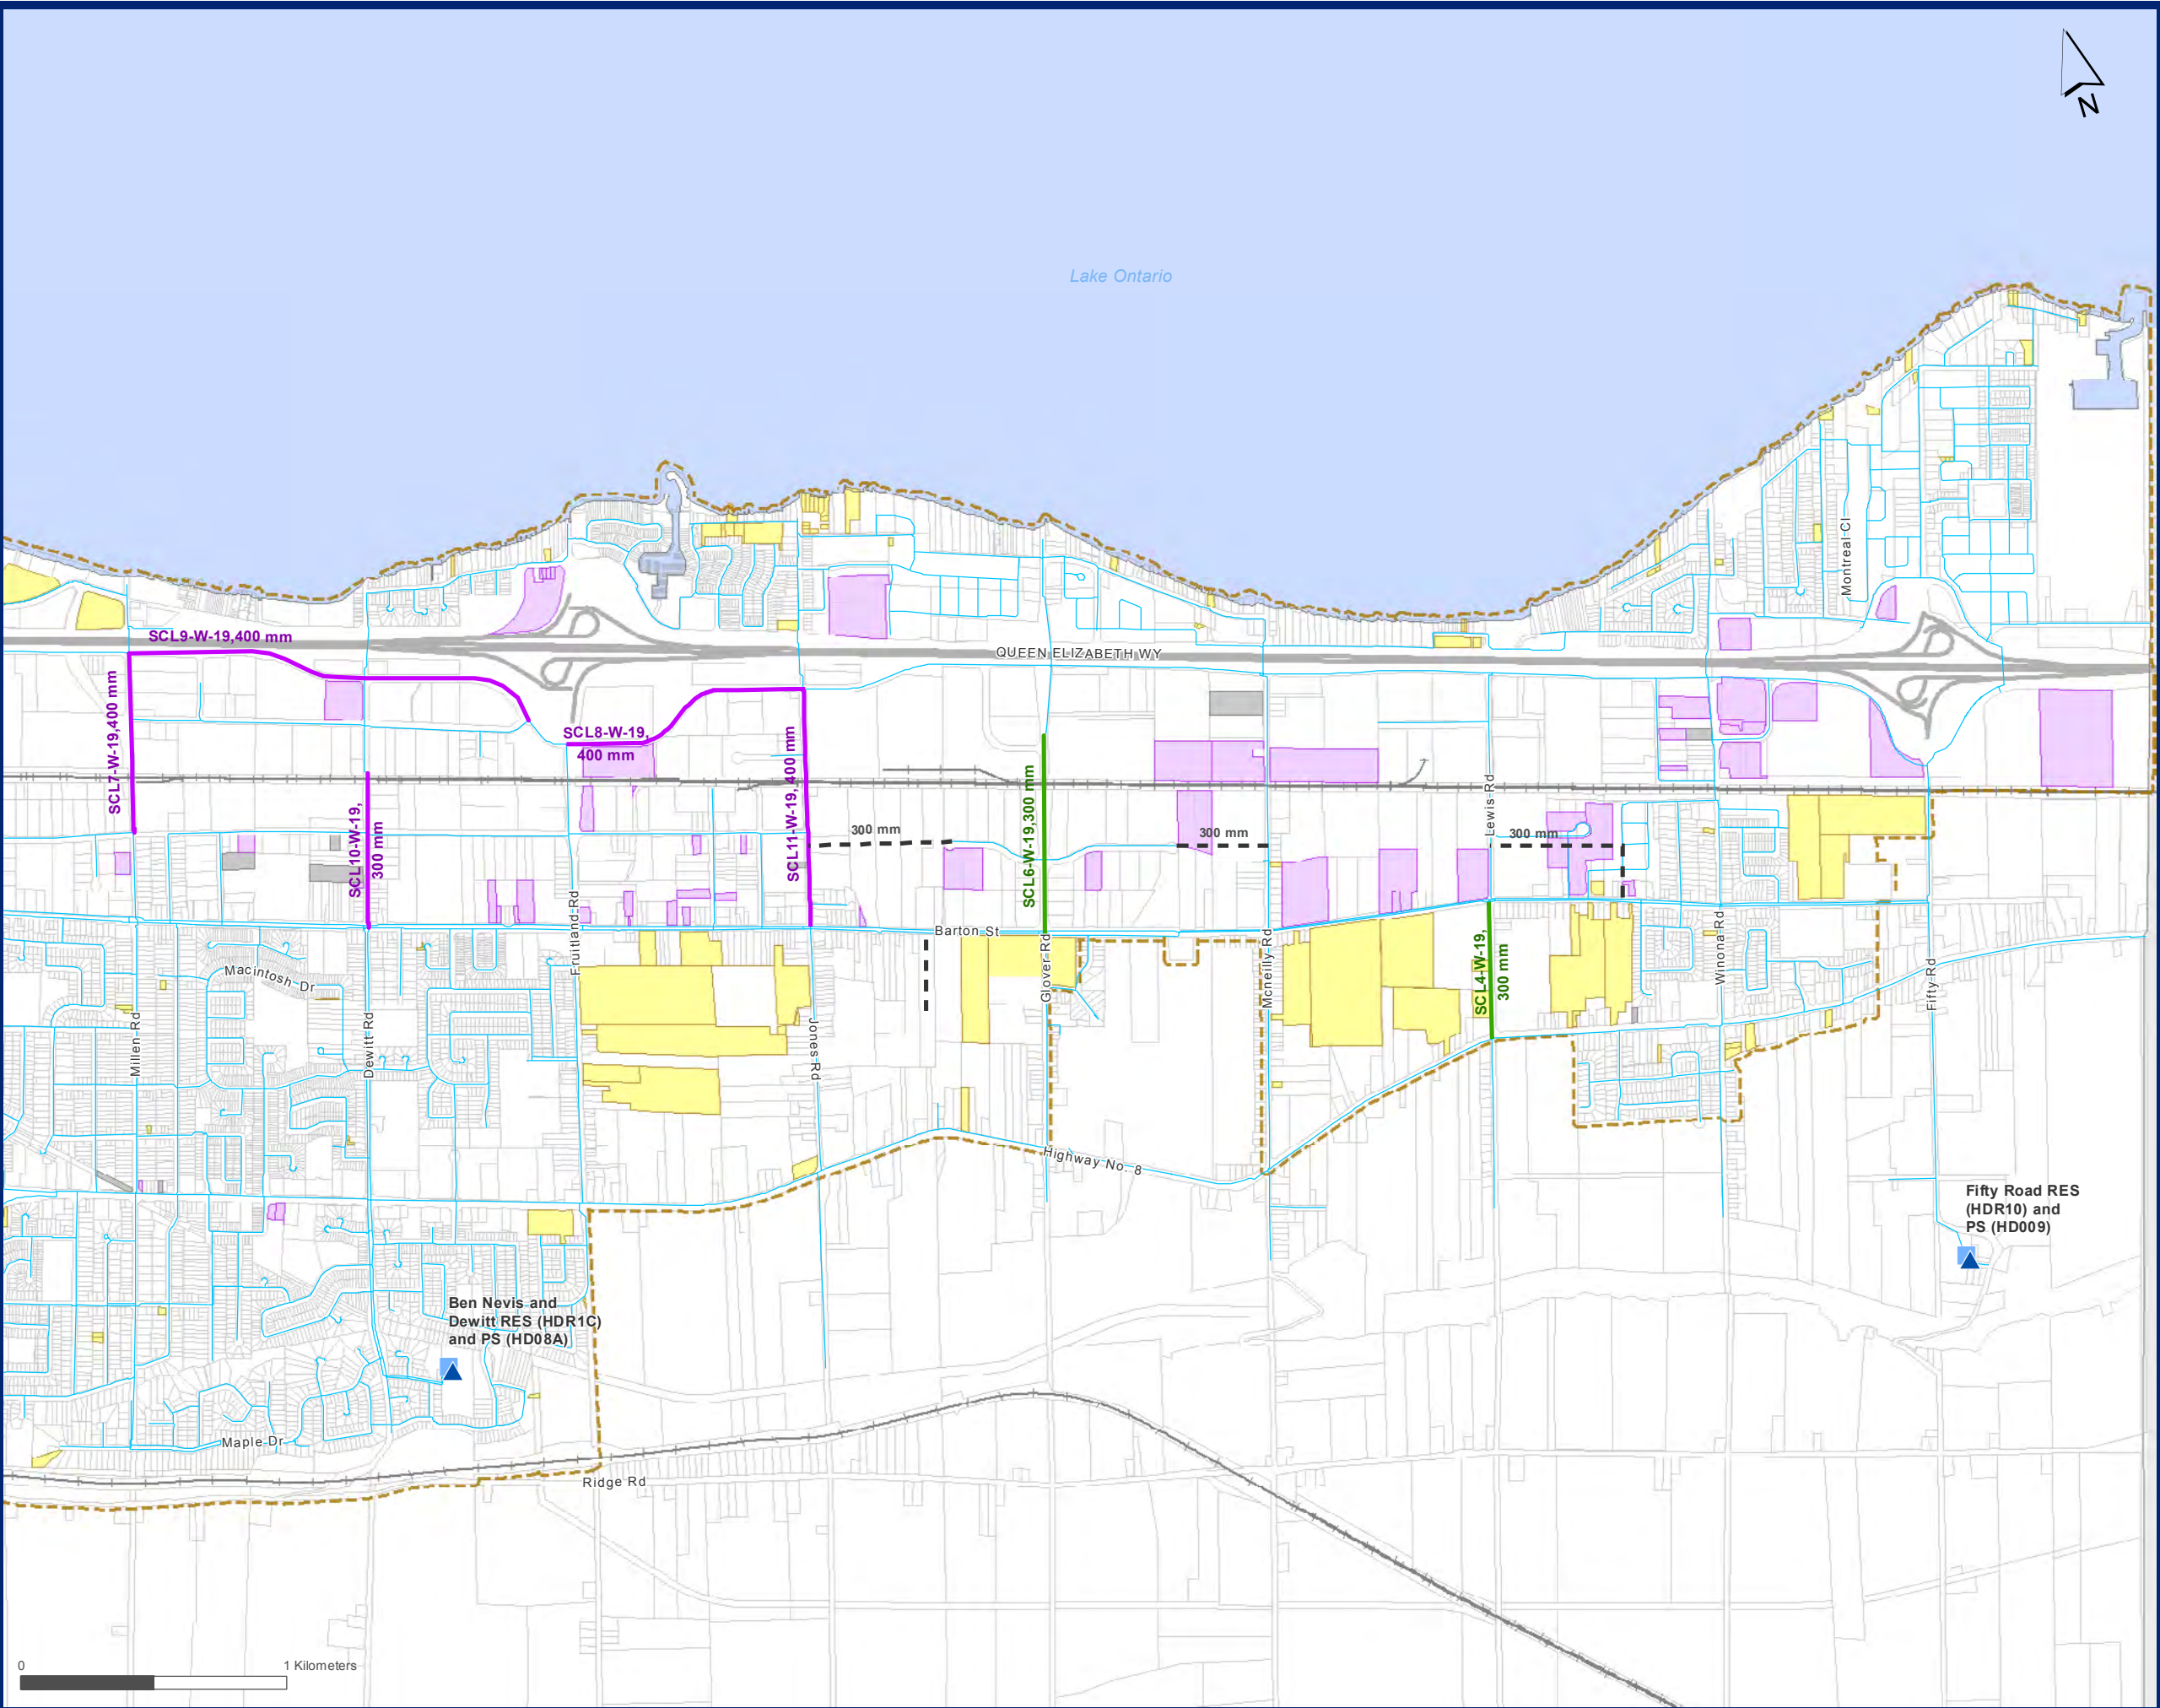 N
Lake Ontario
Montreal Cl
SCL9-W-19,400 mm
QUEEN ELIZABETH WY
SCL7-W-19,400 mm
SCL8-W-19,
400 mm
SCL11-W-19, 400 mm
SCL10-W-19,
300 mm
SCL6-W-19,300 mm
Lewis Rd
300 mm
300 mm
300 mm
Fruitland Rd
Barton St
Glover Rd
Mcneilly Rd
SCL4-W-19,
300 mm
Winona Rd
Fifty Rd
Macintosh Dr
Millen Rd
Dewitt Rd
Jones Rd
Highway No. 8
Fifty Road RES
(HDR10) and
PS (HD009)
Ben Nevis and
Dewitt RES (HDR1C)
and PS (HD08A)
Maple Dr
Ridge Rd
0
1 Kilometers